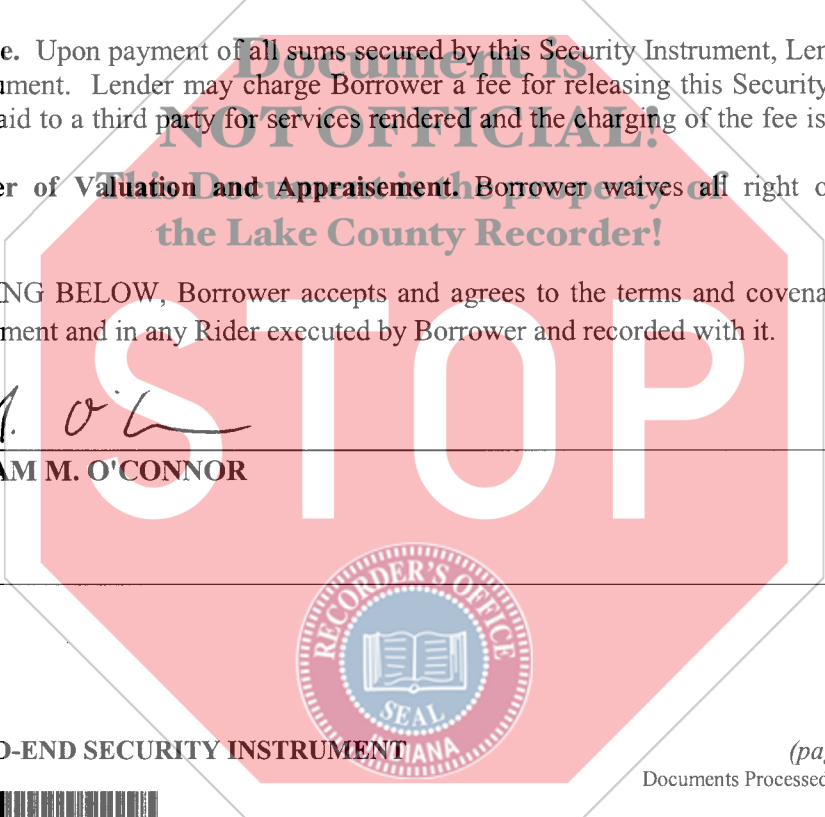 e. Upon payment of all sums secured by this Security Instrument, Len
ument. Lender may charge Borrower a fee for releasing this Security
aid to a third party for services rendered and the charging of the fee is
Document is
NOT OFFICIAL!
This Document is the property of
the Lake County Recorder!
er of Valuation and Appraisement. Borrower waives all right o
NG BELOW, Borrower accepts and agrees to the terms and covena
ment and in any Rider executed by Borrower and recorded with it.
STOP
AM M. O'CONNOR
RECORDER'S OFFICE
SEAL
INDIANA
D-END SECURITY INSTRUMENT
(pag
Documents Processed